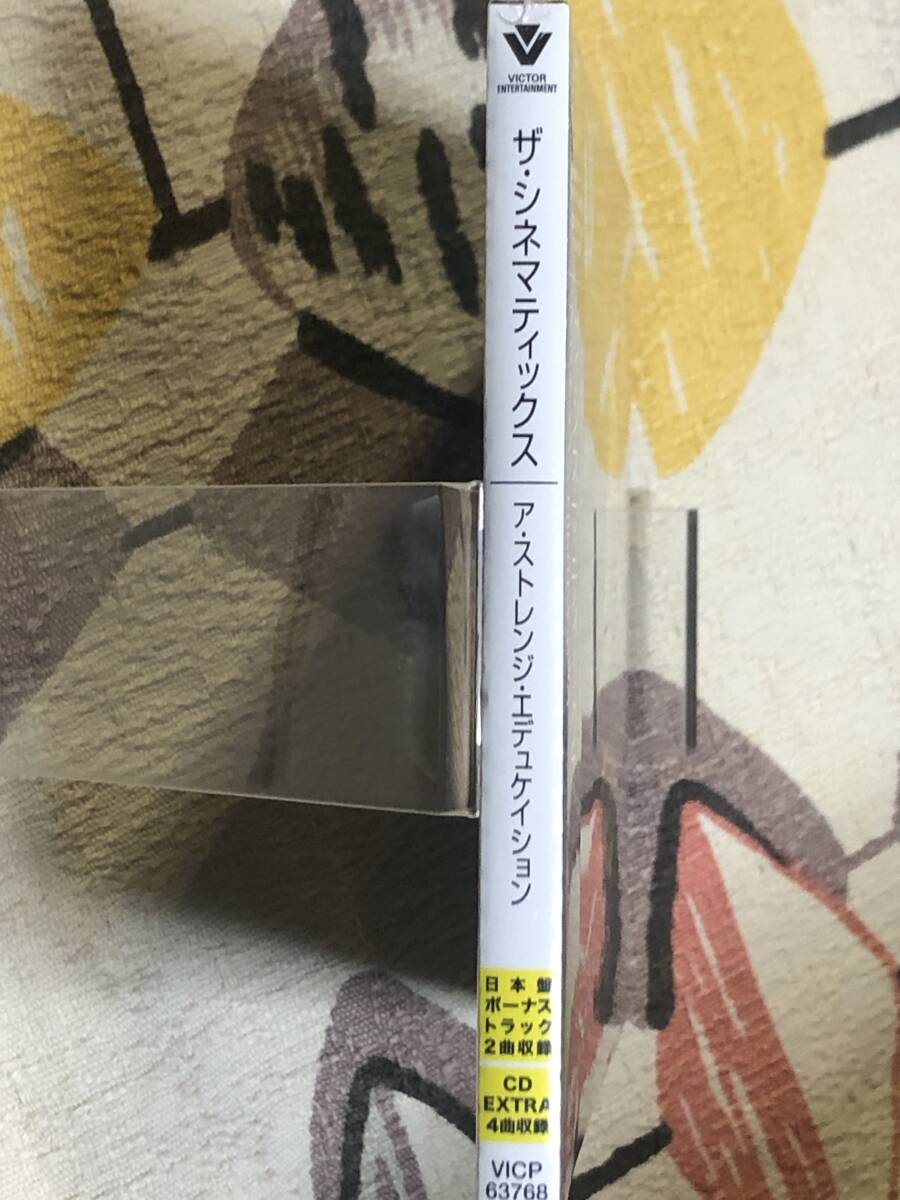 VICTOR
ENTERTAINMENT
ザ・シネマティックス
ア・ストレンジ・エデュケイション
日本盤
ボーナス
トラック
2曲収録
CD
EXTRA
4曲収録
VICP
63768